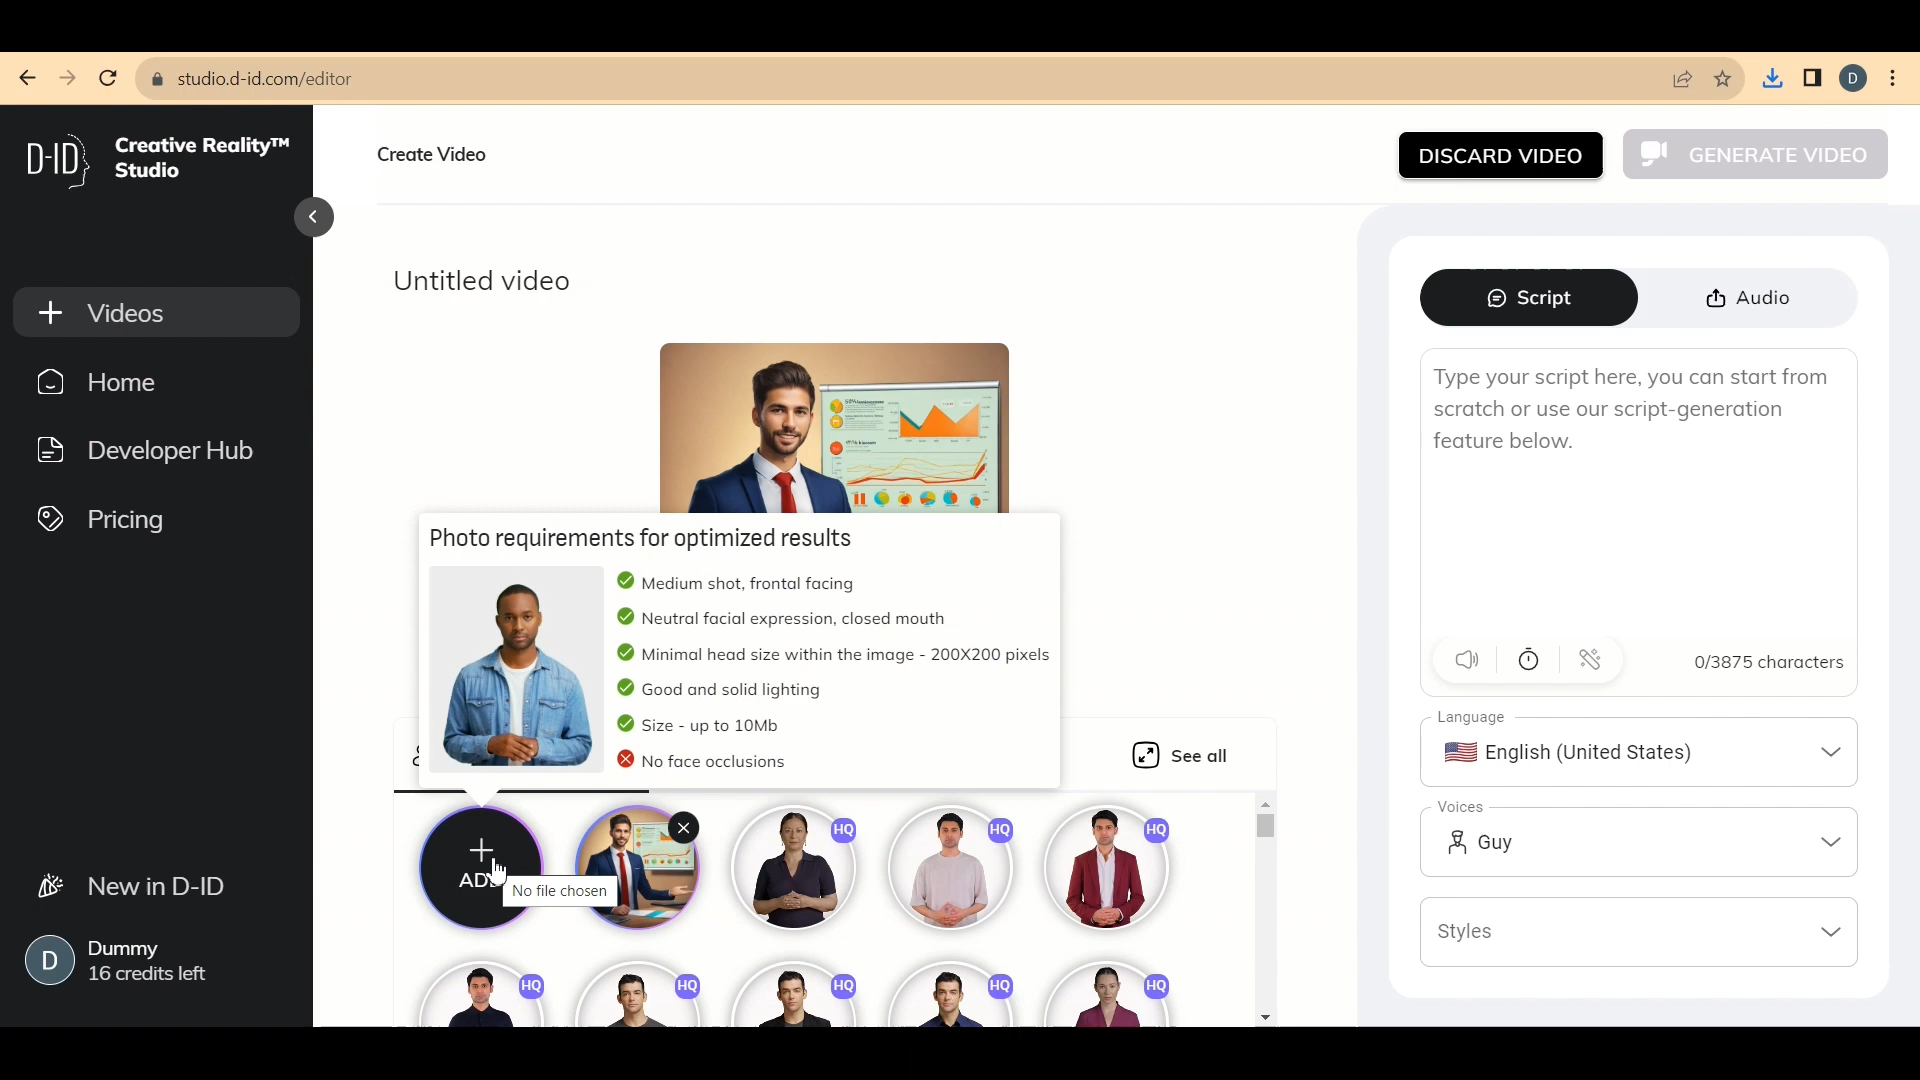 studio.d-id.com/editor
D
D-ID
Creative Reality™
Studio
Create Video
DISCARD VIDEO
GENERATE VIDEO
Videos
Home
Developer Hub
Pricing
New in D-ID
D
Dummy
16 credits left
Untitled video
Photo requirements for optimized results
Medium shot, frontal facing
Neutral facial expression, closed mouth
Minimal head size within the image - 200X200 pixels
Good and solid lighting
Size - up to 10Mb
No face occlusions
See all
ADD
No file chosen
HQ
HQ
HQ
HQ
HQ
HQ
HQ
HQ
Script
Audio
Type your script here, you can start from
scratch or use our script-generation
feature below.
0/3875 characters
Language
English (United States)
Voices
Guy
Styles